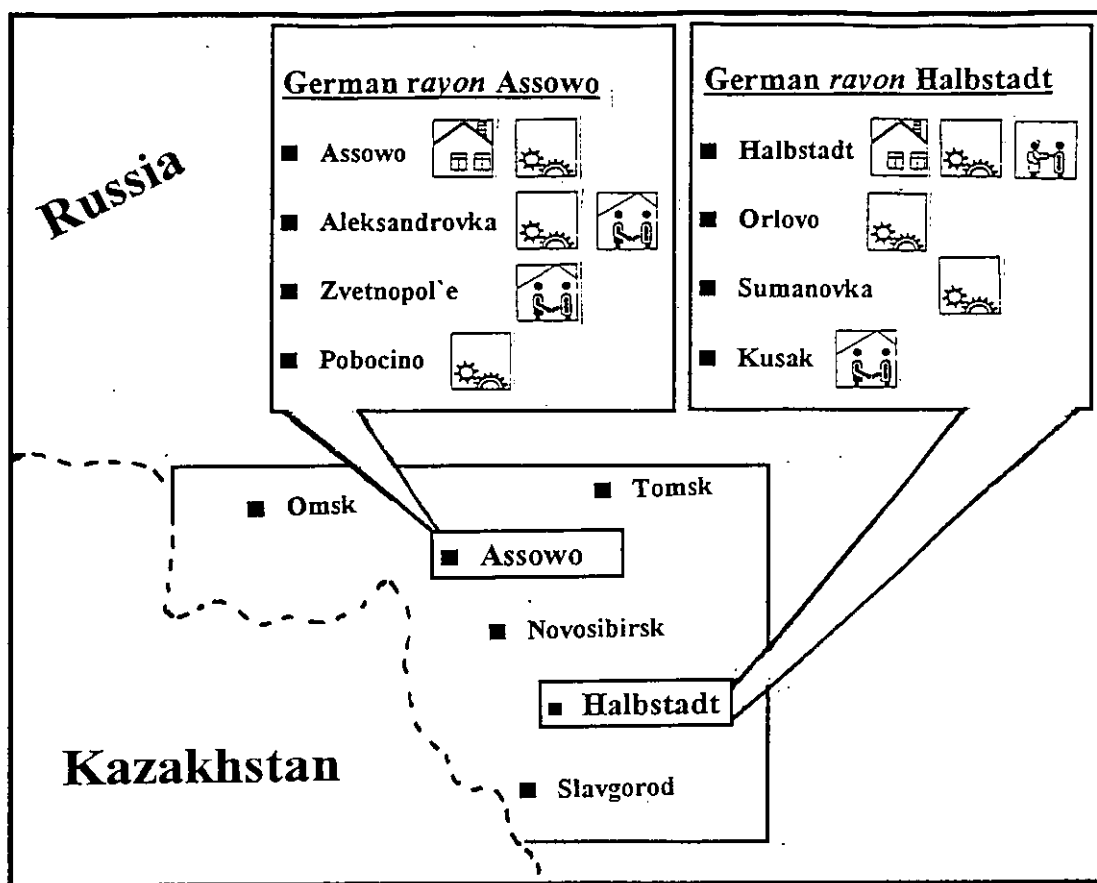 German rayon Assowo
Assowo
Aleksandrovka
Zvetnopol`e
Pobocino
German rayon Halbstadt
Halbstadt
Orlovo
Sumanovka
Kusak
Russia
Omsk
Tomsk
Assowo
Novosibirsk
Halbstadt
Kazakhstan
Slavgorod